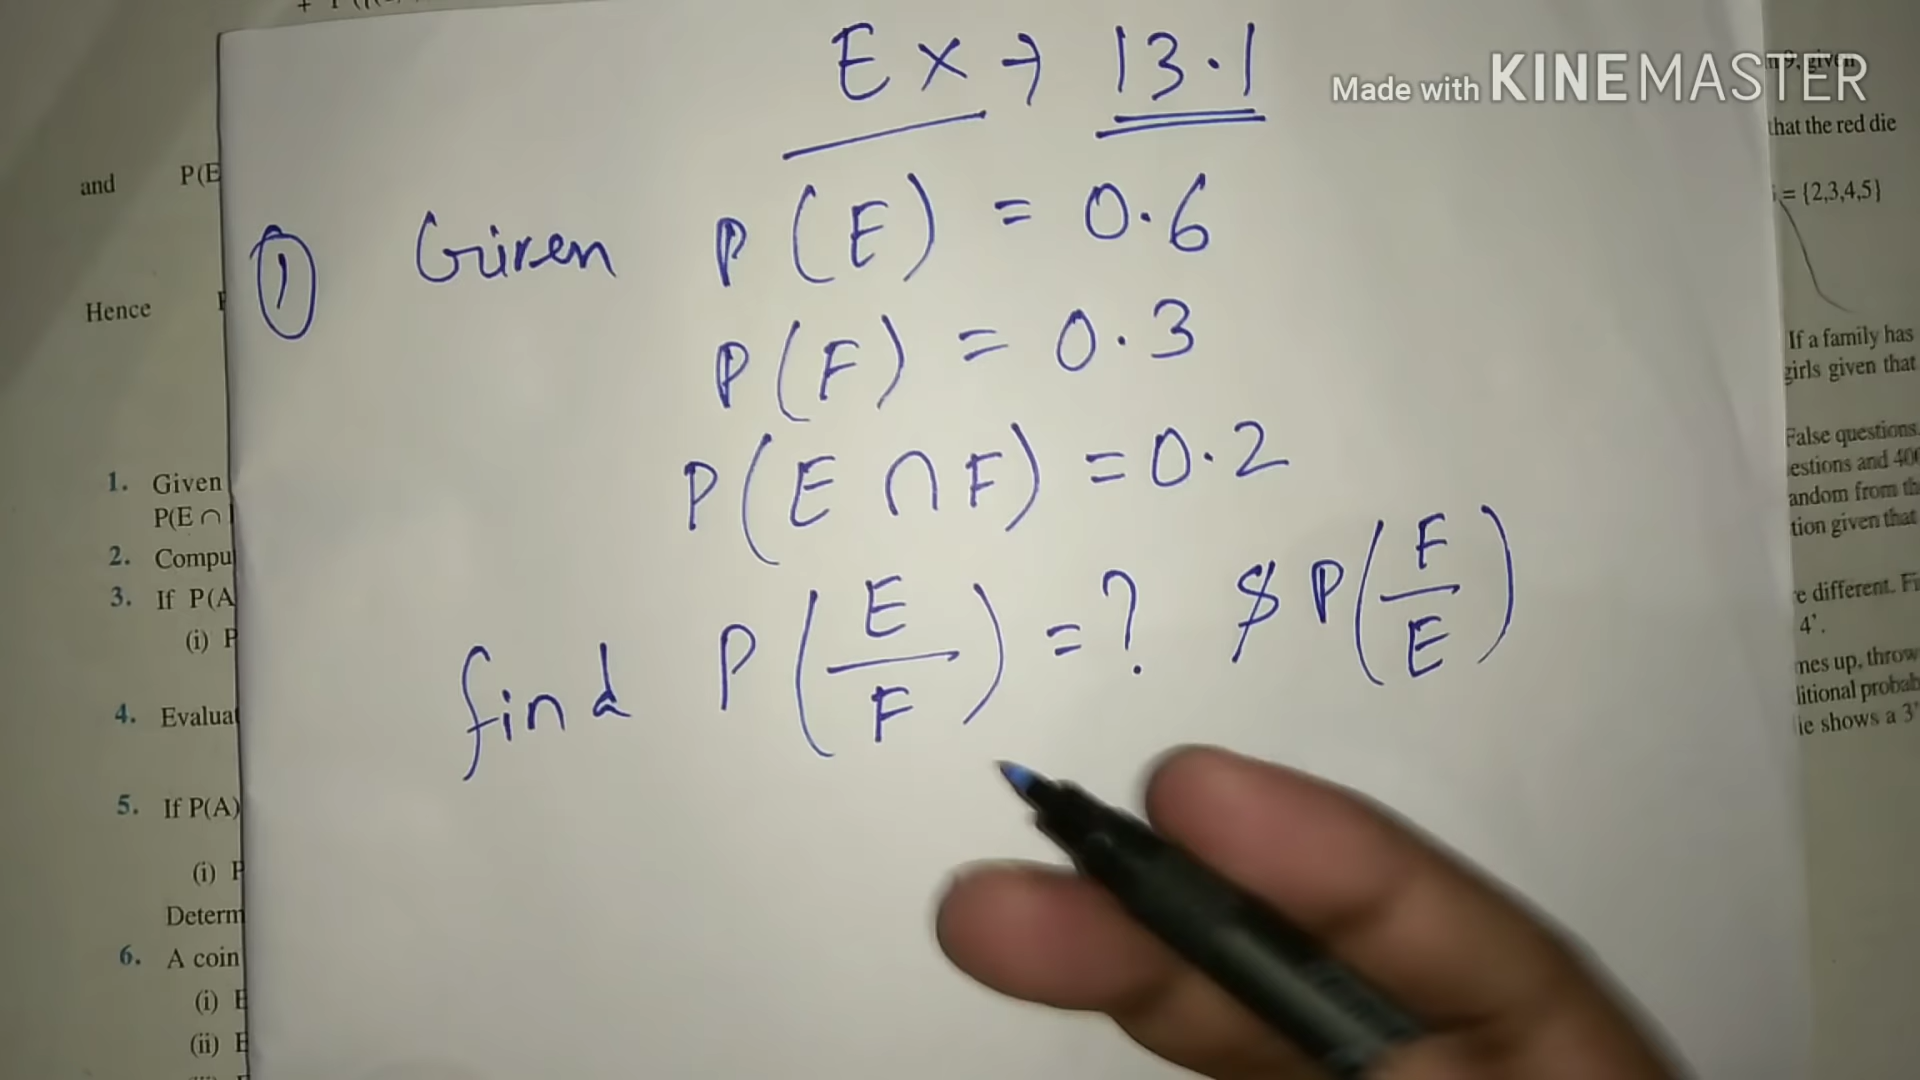 Ex → 13.1
Made with KINEMASTER
① Given P(E) = 0.6
P(F) = 0.3
P(E ∩ F) = 0.2
find P(E/F) = ? $ P(F/E)
and P(E
Hence
1. Given
P(E ∩
2. Compu
3. If P(A
(i) P
4. Evaluat
5. If P(A)
(i) P
Determ
6. A coin
(i) E
(ii) E
that the red die
= {2,3,4,5}
If a family has
girls given that
False questions,
estions and 400
andom from th
tion given that
e different. Fi
4'.
mes up, throw
litional probab
ie shows a 3'